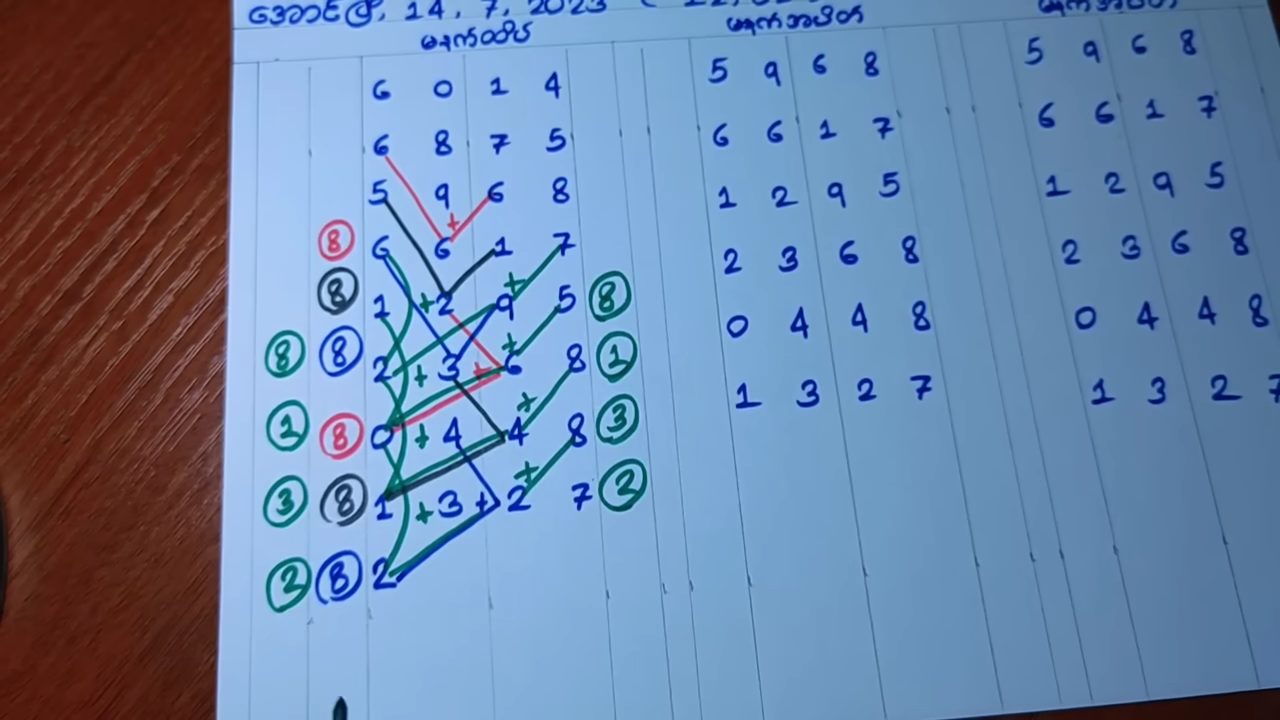 14, 7, 2023
6 0 1 4 5 9 6 8 5 9 6 8
6 8 7 5 6 6 1 7 6 6 1 7
5 9 6 8 1 2 9 5 1 2 9 5
+
8 6 6 1 7 2 3 6 8 2 3 6 8
8 1 + 2 9 + 5 8 0 4 4 8 0 4 4 8
8 8 2 + 3 + 6 + 8 1 1 3 2 7 1 3 2 7
1 8 0 + 4 4 + 8 3
3 8 1 + 3 + 2 + 7 2
2 8 2